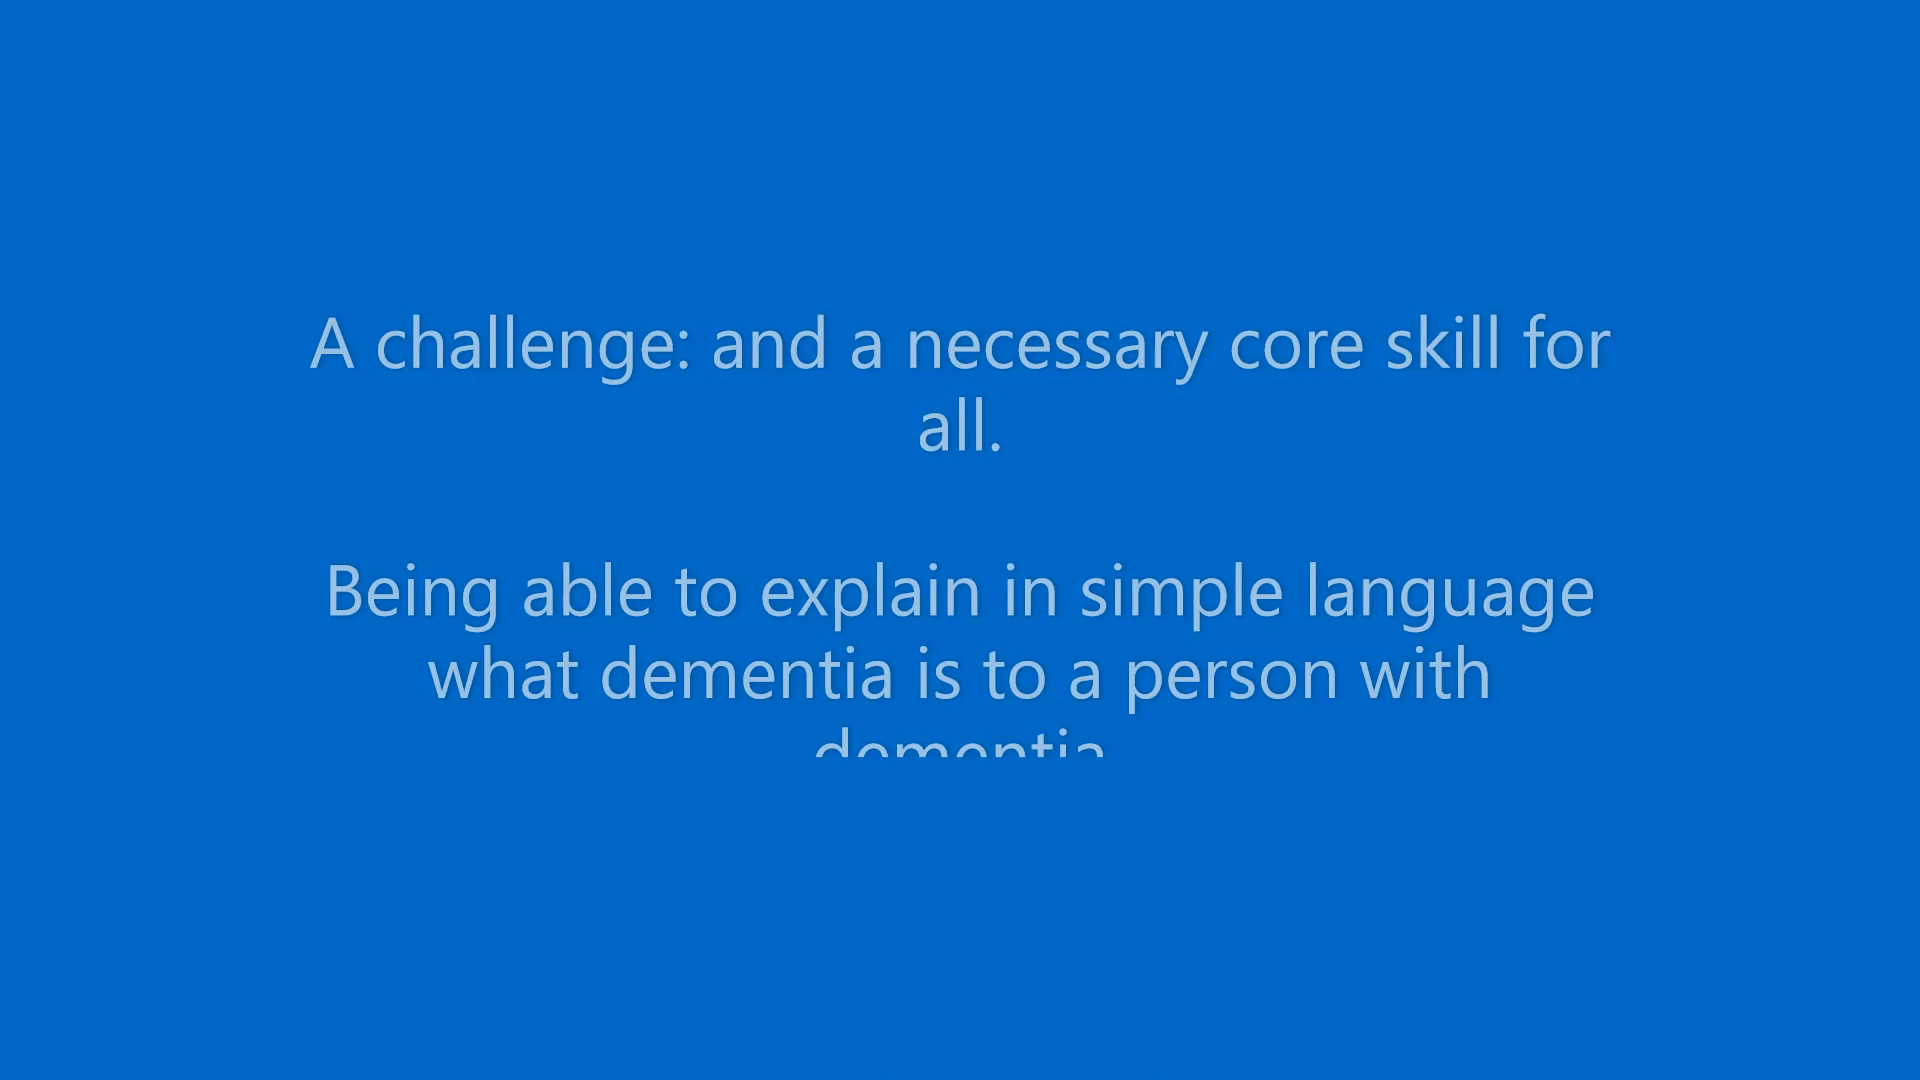 A challenge: and a necessary core skill for
all.
Being able to explain in simple language
what dementia is to a person with
dementia